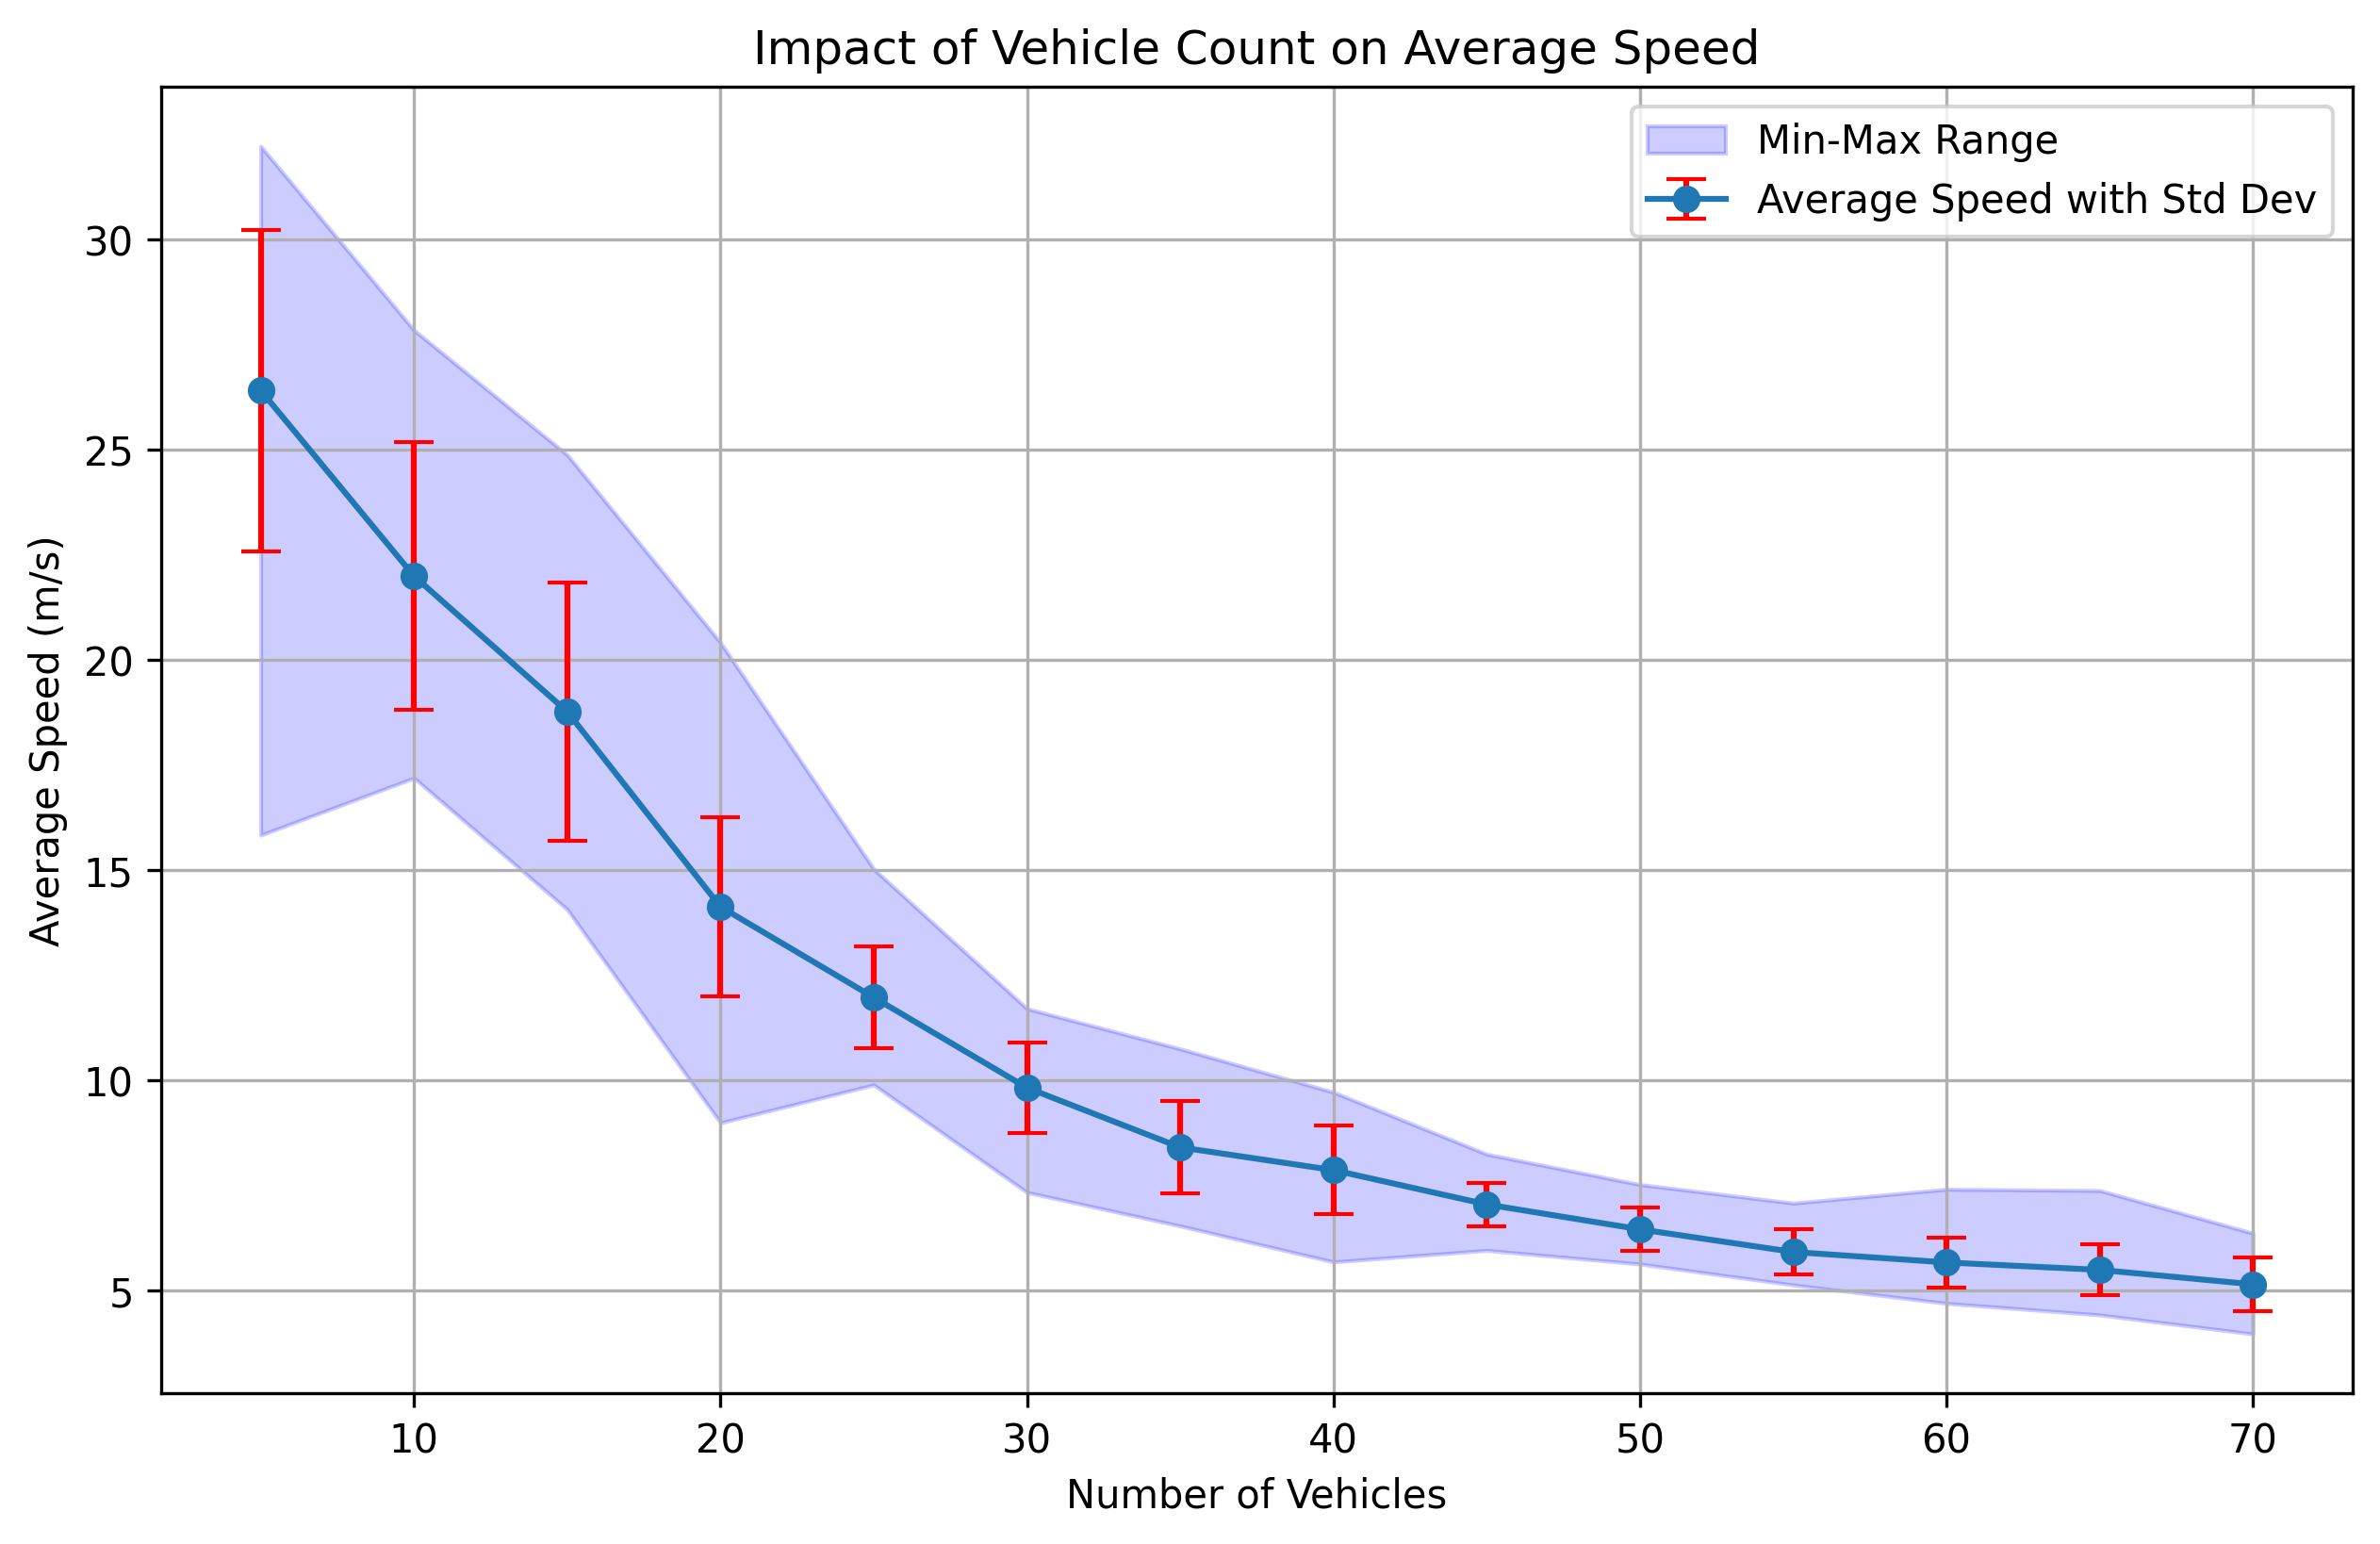 Impact of Vehicle Count on Average Speed
Min-Max Range
Average Speed with Std Dev
Average Speed (m/s)
30
25
20
15
10
5
10 20 30 40 50 60 70
Number of Vehicles